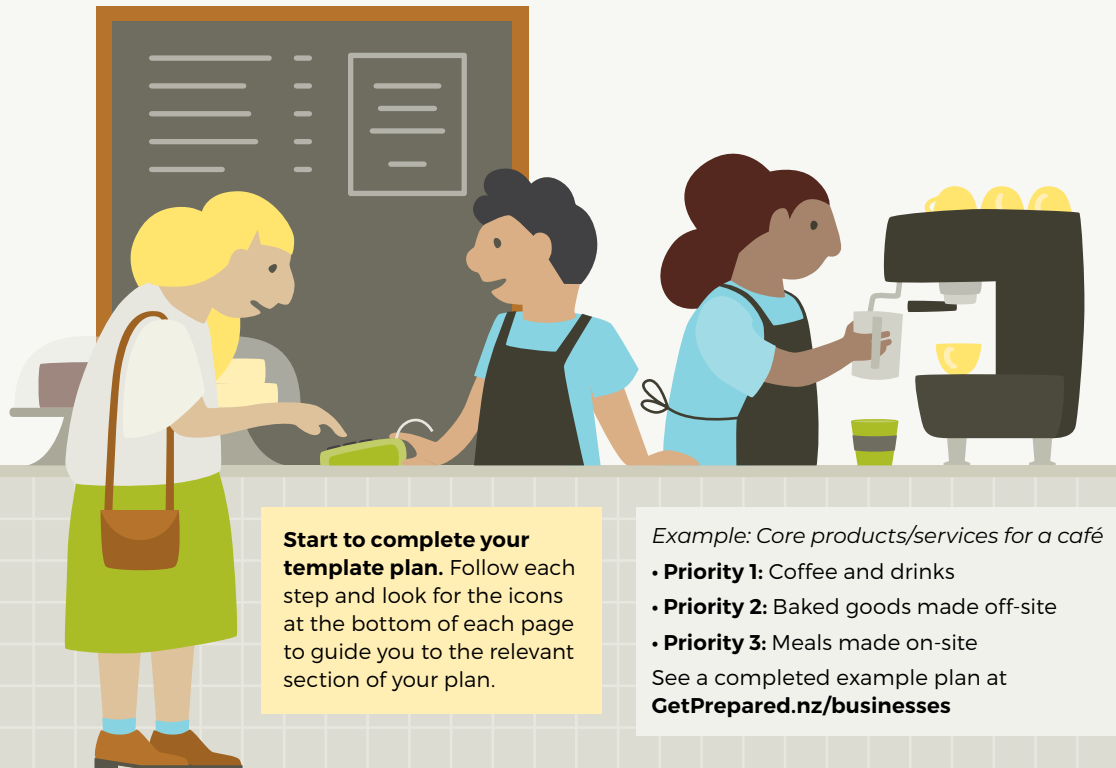 Start to complete your
template plan. Follow each
step and look for the icons
at the bottom of each page
to guide you to the relevant
section of your plan.
Example: Core products/services for a café
• Priority 1: Coffee and drinks
• Priority 2: Baked goods made off-site
• Priority 3: Meals made on-site
See a completed example plan at
GetPrepared.nz/businesses